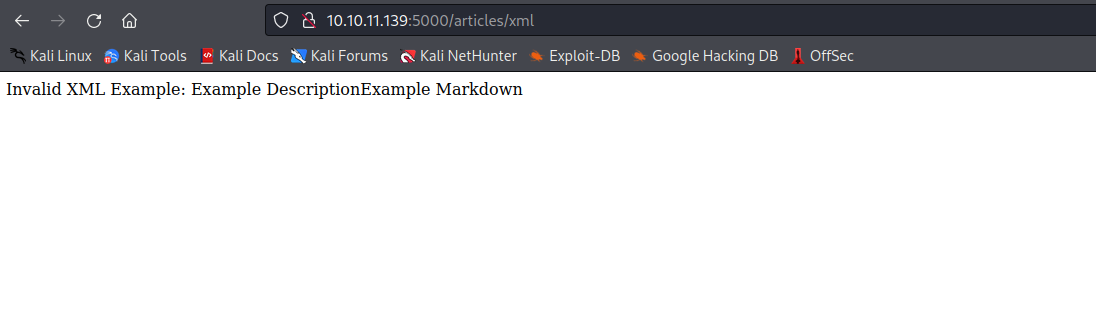 10.10.11.139:5000/articles/xml
Kali Linux Kali Tools Kali Docs Kali Forums Kali NetHunter Exploit-DB Google Hacking DB OffSec
Invalid XML Example: Example DescriptionExample Markdown